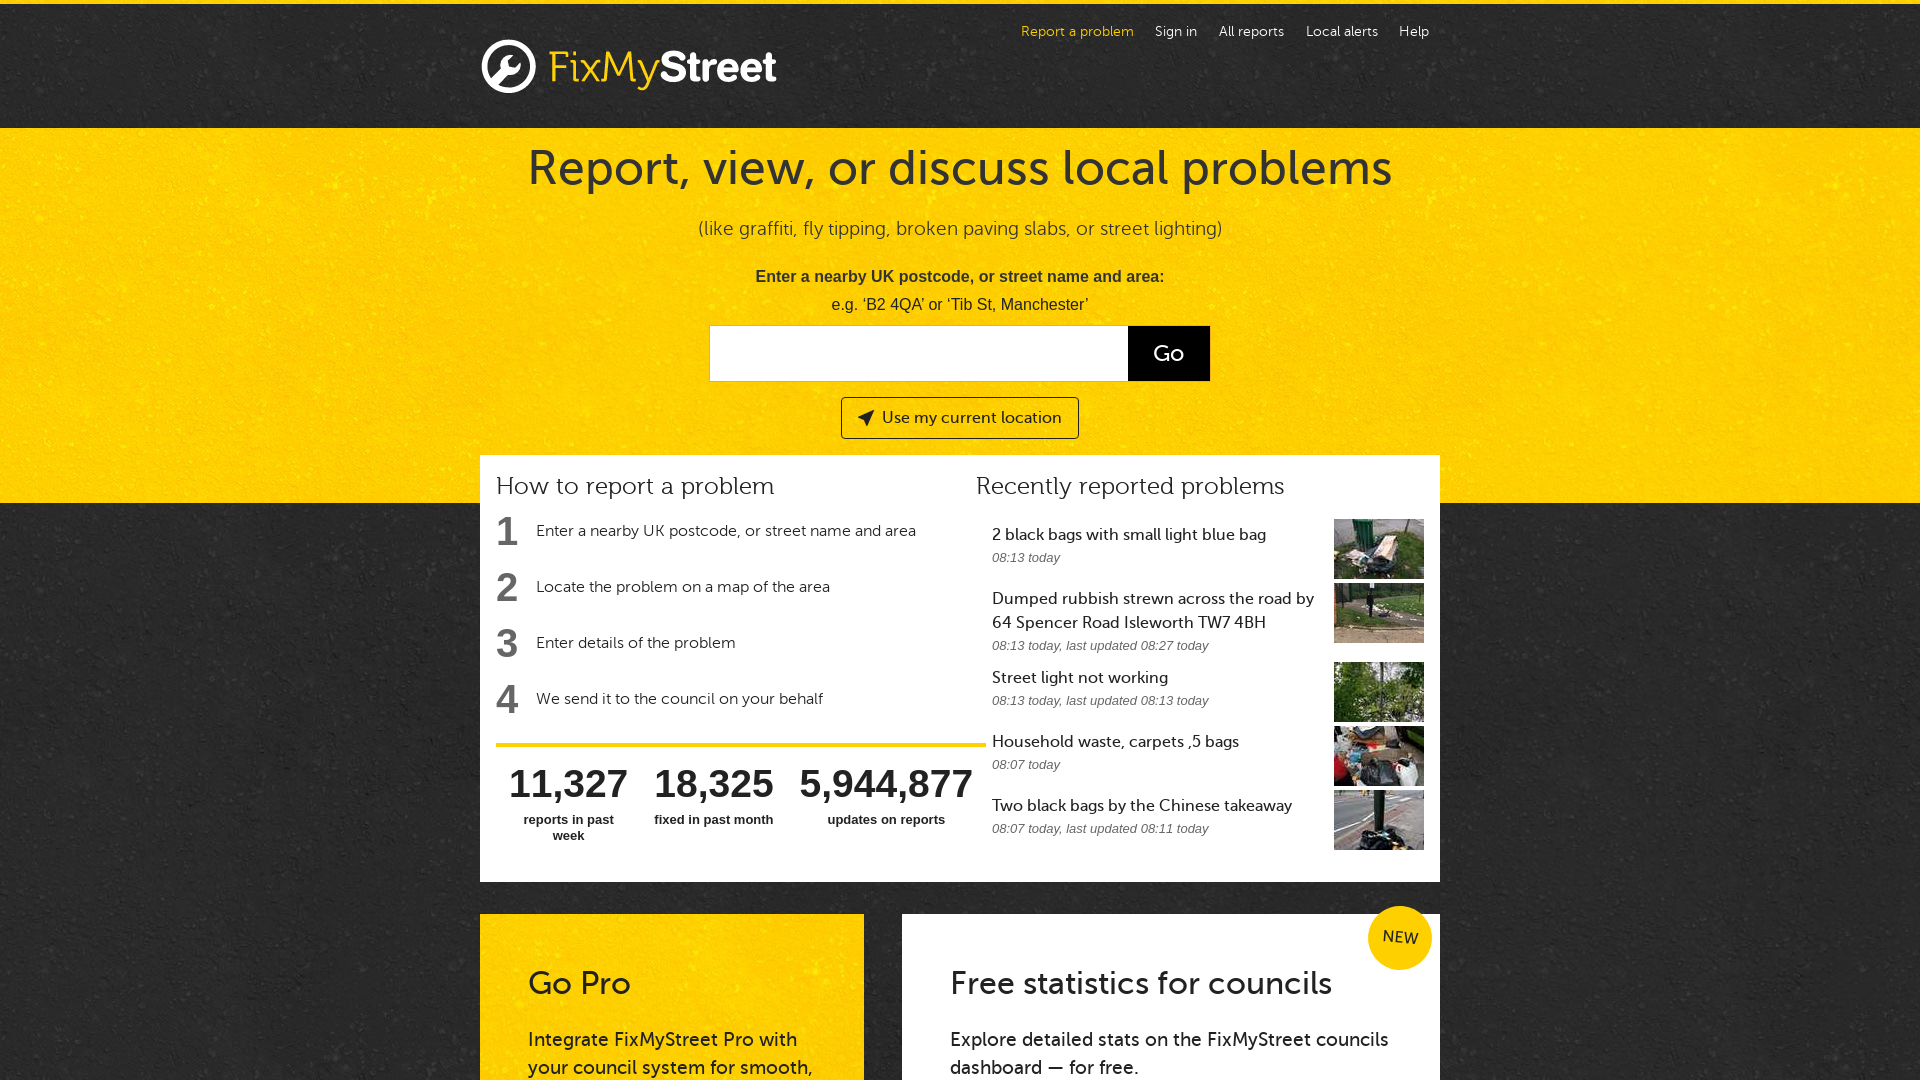 Report a problem
Sign in
All reports
Local alerts
Help
FixMyStreet
Report, view, or discuss local problems
(like graffiti, fly tipping, broken paving slabs, or street lighting)
Enter a nearby UK postcode, or street name and area:
e.g. ‘B2 4QA’ or ‘Tib St, Manchester’
Go
Use my current location
How to report a problem
1 Enter a nearby UK postcode, or street name and area
2 Locate the problem on a map of the area
3 Enter details of the problem
4 We send it to the council on your behalf
11,327
reports in past
week
18,325
fixed in past month
5,944,877
updates on reports
Recently reported problems
2 black bags with small light blue bag
08:13 today
Dumped rubbish strewn across the road by
64 Spencer Road Isleworth TW7 4BH
08:13 today, last updated 08:27 today
Street light not working
08:13 today, last updated 08:13 today
Household waste, carpets ,5 bags
08:07 today
Two black bags by the Chinese takeaway
08:07 today, last updated 08:11 today
Go Pro
Integrate FixMyStreet Pro with
your council system for smooth,
NEW
Free statistics for councils
Explore detailed stats on the FixMyStreet councils
dashboard — for free.